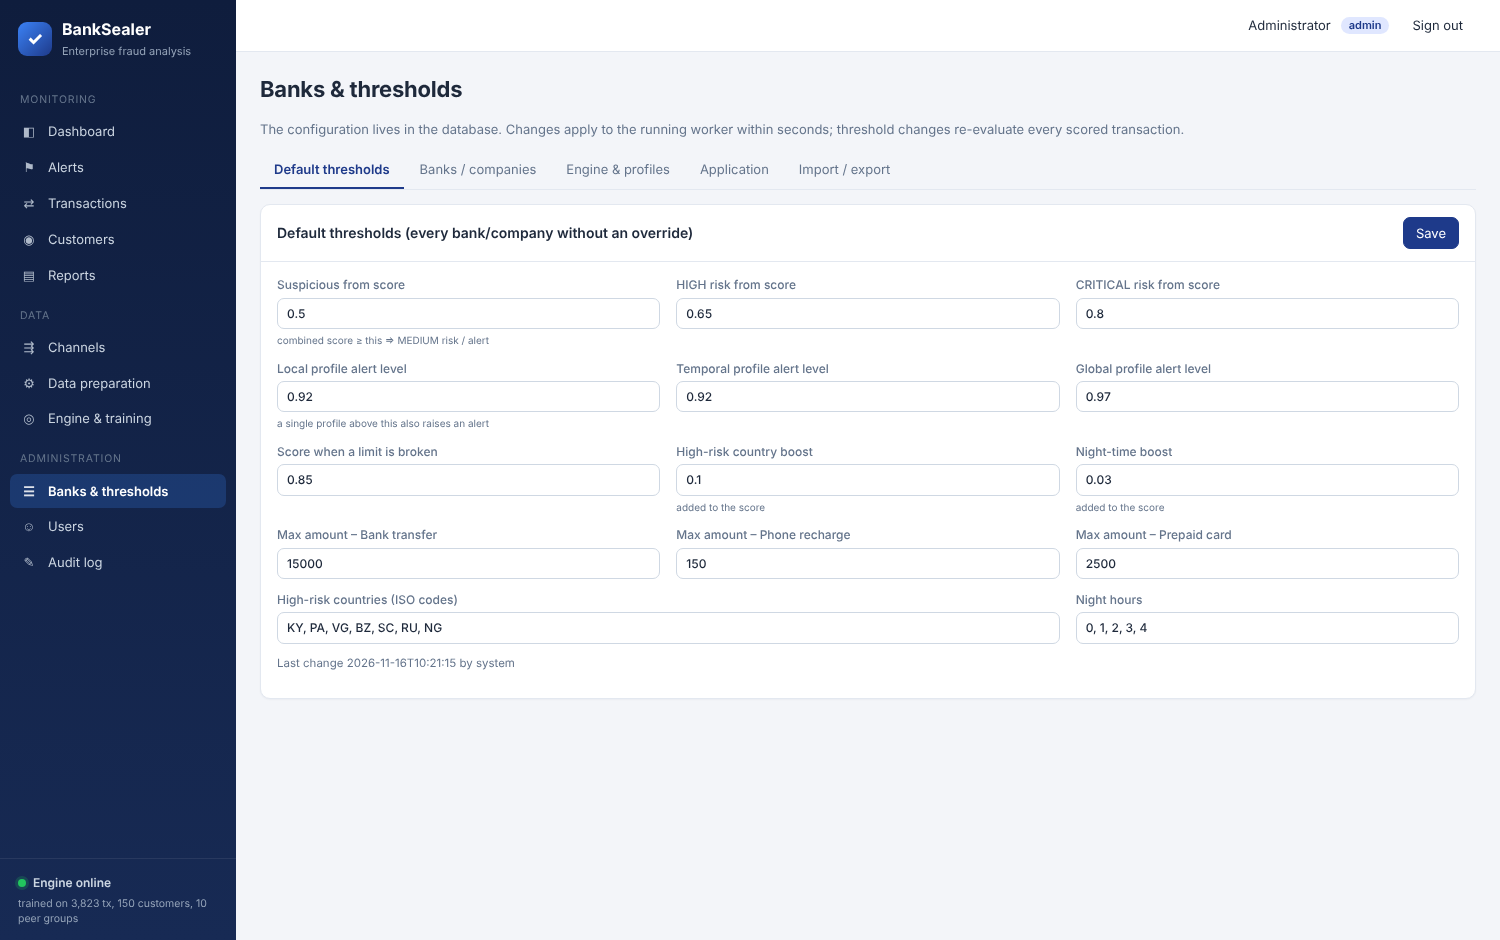 BankSealer
Enterprise fraud analysis
MONITORING
Dashboard
Alerts
Transactions
Customers
Reports
DATA
Channels
Data preparation
Engine & training
ADMINISTRATION
Banks & thresholds
Users
Audit log
Engine online
trained on 3,823 tx, 150 customers, 10
peer groups
Administrator admin Sign out
Banks & thresholds
The configuration lives in the database. Changes apply to the running worker within seconds; threshold changes re-evaluate every scored transaction.
Default thresholds Banks / companies Engine & profiles Application Import / export
Default thresholds (every bank/company without an override) Save
Suspicious from score HIGH risk from score CRITICAL risk from score
0.5 0.65 0.8
combined score ≥ this ⇒ MEDIUM risk / alert
Local profile alert level Temporal profile alert level Global profile alert level
0.92 0.92 0.97
a single profile above this also raises an alert
Score when a limit is broken High-risk country boost Night-time boost
0.85 0.1 0.03
added to the score added to the score
Max amount – Bank transfer Max amount – Phone recharge Max amount – Prepaid card
15000 150 2500
High-risk countries (ISO codes) Night hours
KY, PA, VG, BZ, SC, RU, NG 0, 1, 2, 3, 4
Last change 2026-11-16T10:21:15 by system